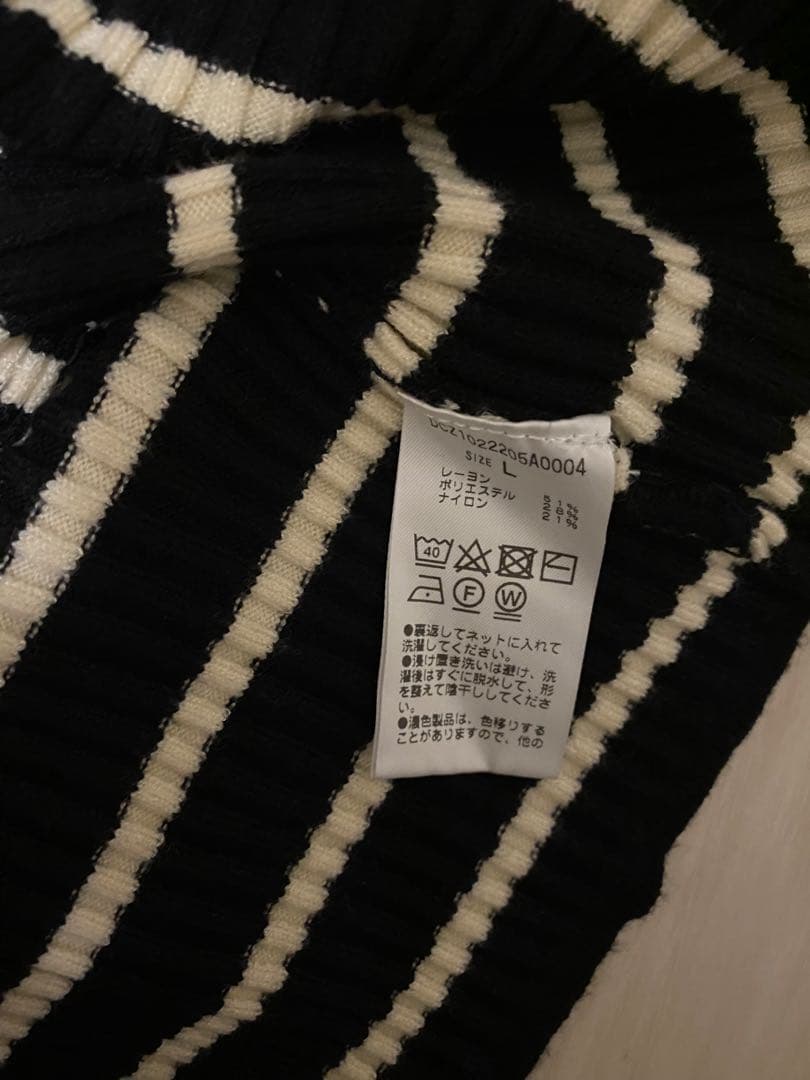 DCZ1022205A0004
SIZE L
レーヨン 51%
ポリエステル 28%
ナイロン 21%
40
F W
●裏返してネットに入れて
洗濯してください。
●浸け置き洗いは避け、洗
濯後はすぐに脱水して、形
を整えて陰干ししてくださ
い。
●濃色製品は、色移りする
ことがありますので、他の